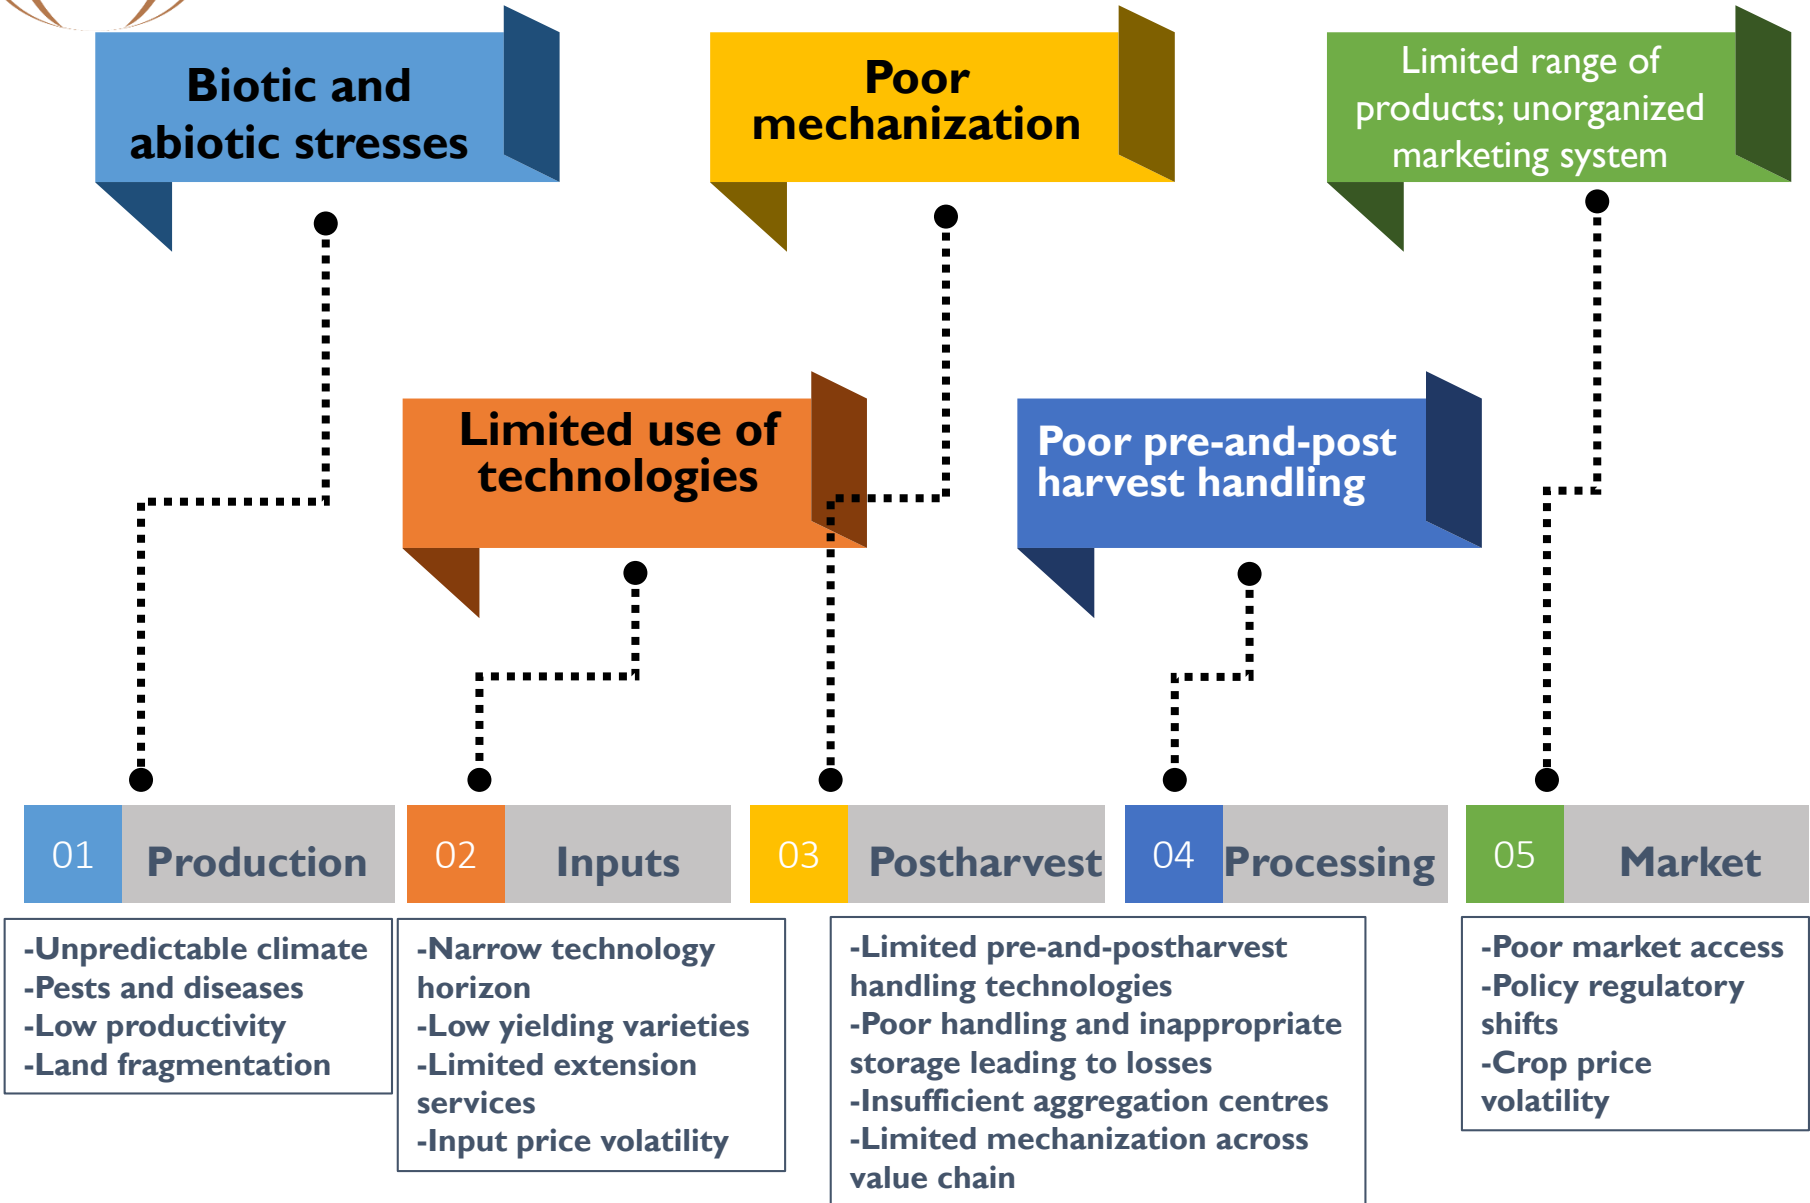 Biotic and
abiotic stresses
Poor
mechanization
Limited range of
products; unorganized
marketing system
Limited use of
technologies
Poor pre-and-post
harvest handling
01 Production
02 Inputs
03 Postharvest
04 Processing
05 Market
-Unpredictable climate
-Pests and diseases
-Low productivity
-Land fragmentation
-Narrow technology
horizon
-Low yielding varieties
-Limited extension
services
-Input price volatility
-Limited pre-and-postharvest
handling technologies
-Poor handling and inappropriate
storage leading to losses
-Insufficient aggregation centres
-Limited mechanization across
value chain
-Poor market access
-Policy regulatory
shifts
-Crop price
volatility